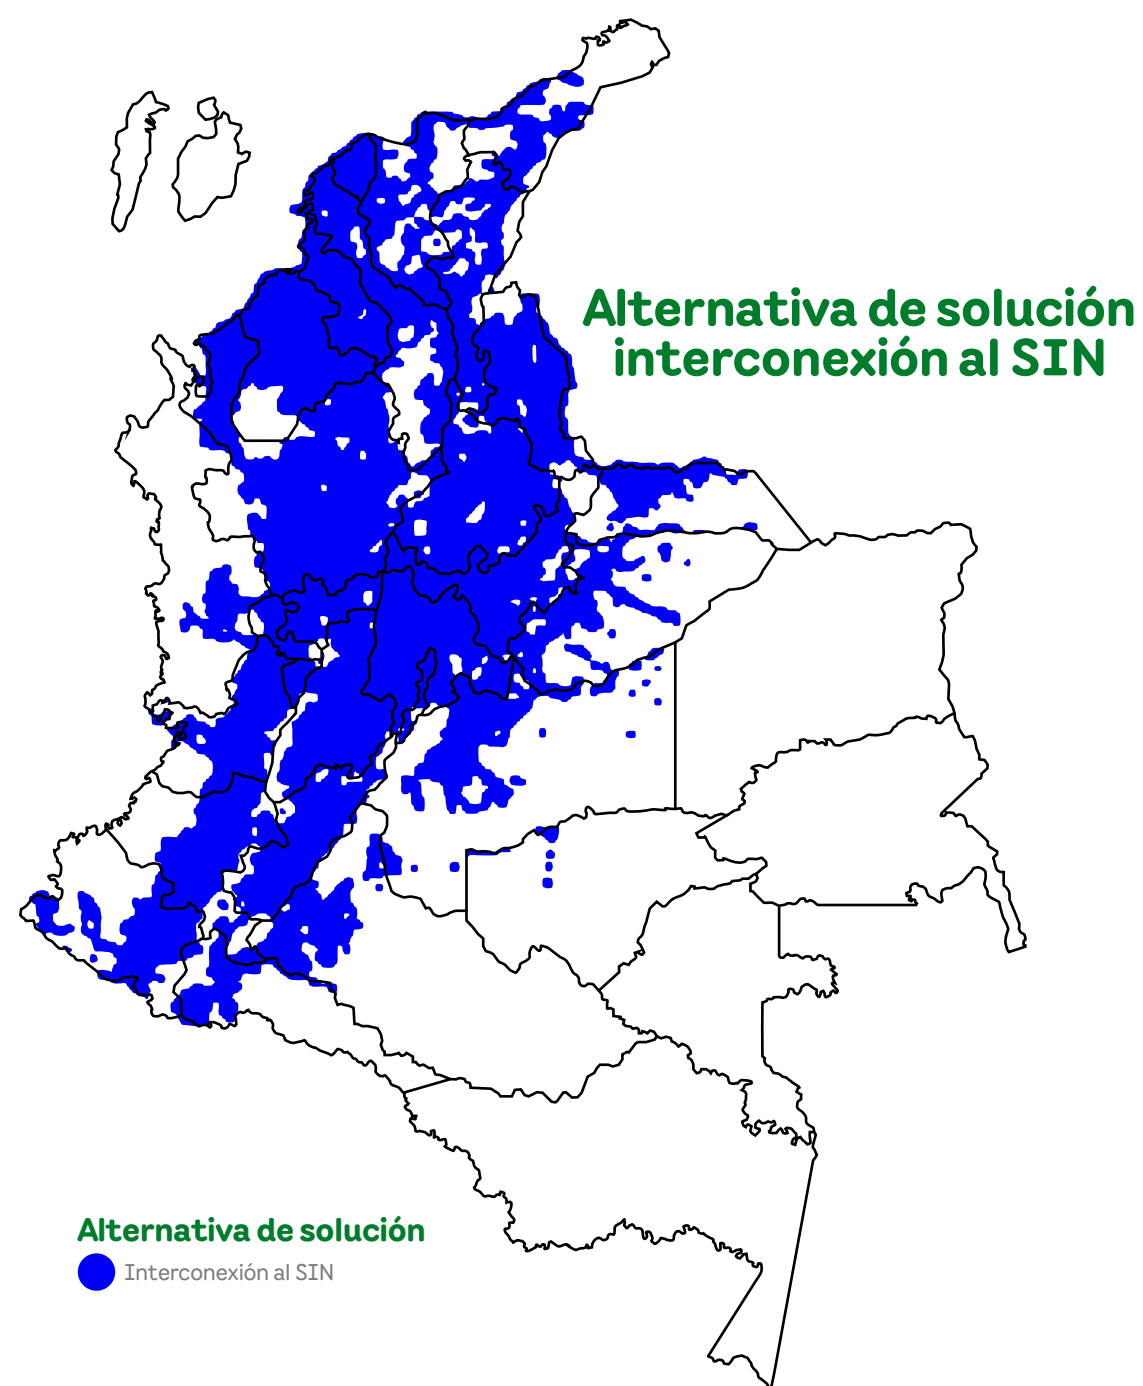 Alternativa de solución
interconexión al SIN
Alternativa de solución
Interconexión al SIN